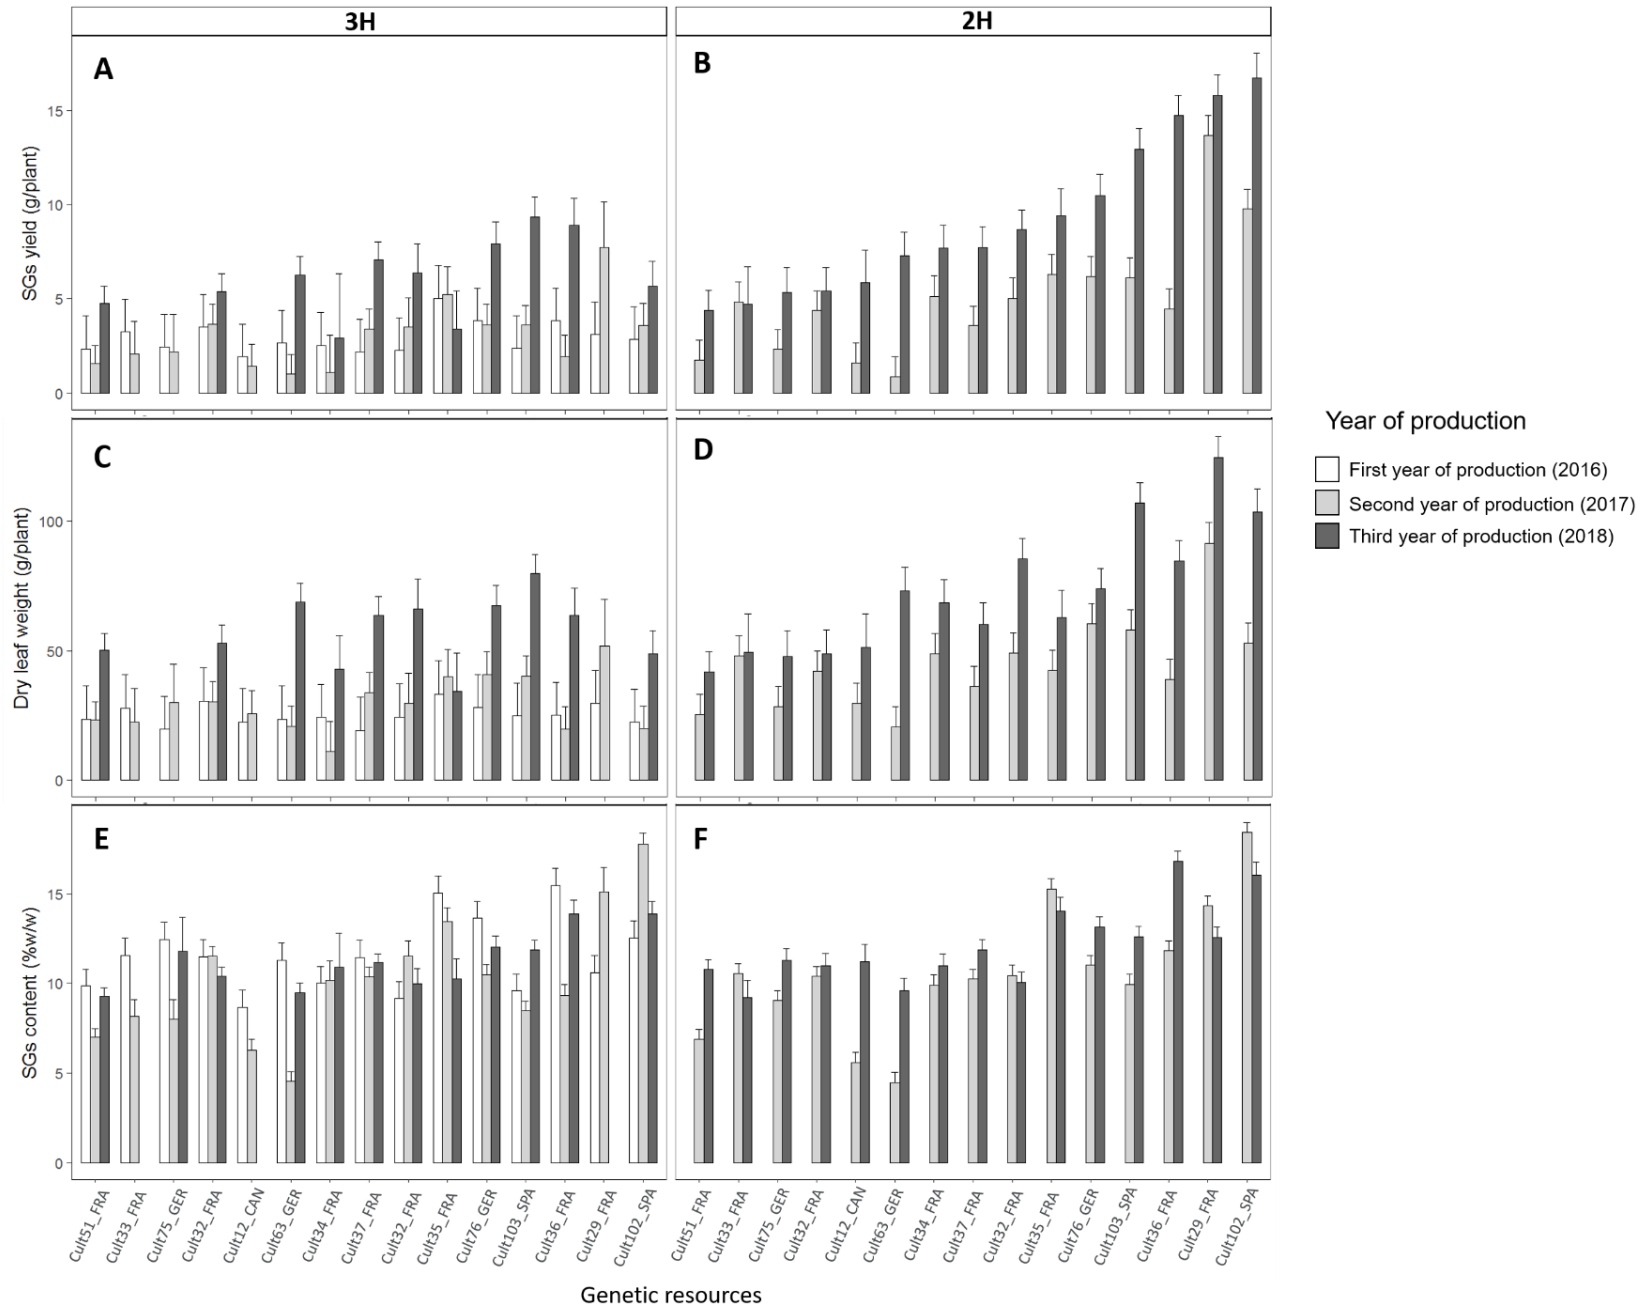 3H
2H
A
B
SGs yield (g/plant)
15
10
5
0
C
D
Dry leaf weight (g/plant)
100
50
0
E
F
SGs content (%w/w)
15
10
5
0
Cult51_FRA
Cult33_FRA
Cult75_GER
Cult32_FRA
Cult12_CAN
Cult63_GER
Cult34_FRA
Cult37_FRA
Cult32_FRA
Cult35_FRA
Cult76_GER
Cult103_SPA
Cult36_FRA
Cult29_FRA
Cult102_SPA
Cult51_FRA
Cult33_FRA
Cult75_GER
Cult32_FRA
Cult12_CAN
Cult63_GER
Cult34_FRA
Cult37_FRA
Cult32_FRA
Cult35_FRA
Cult76_GER
Cult103_SPA
Cult36_FRA
Cult29_FRA
Cult102_SPA
Genetic resources
Year of production
First year of production (2016)
Second year of production (2017)
Third year of production (2018)